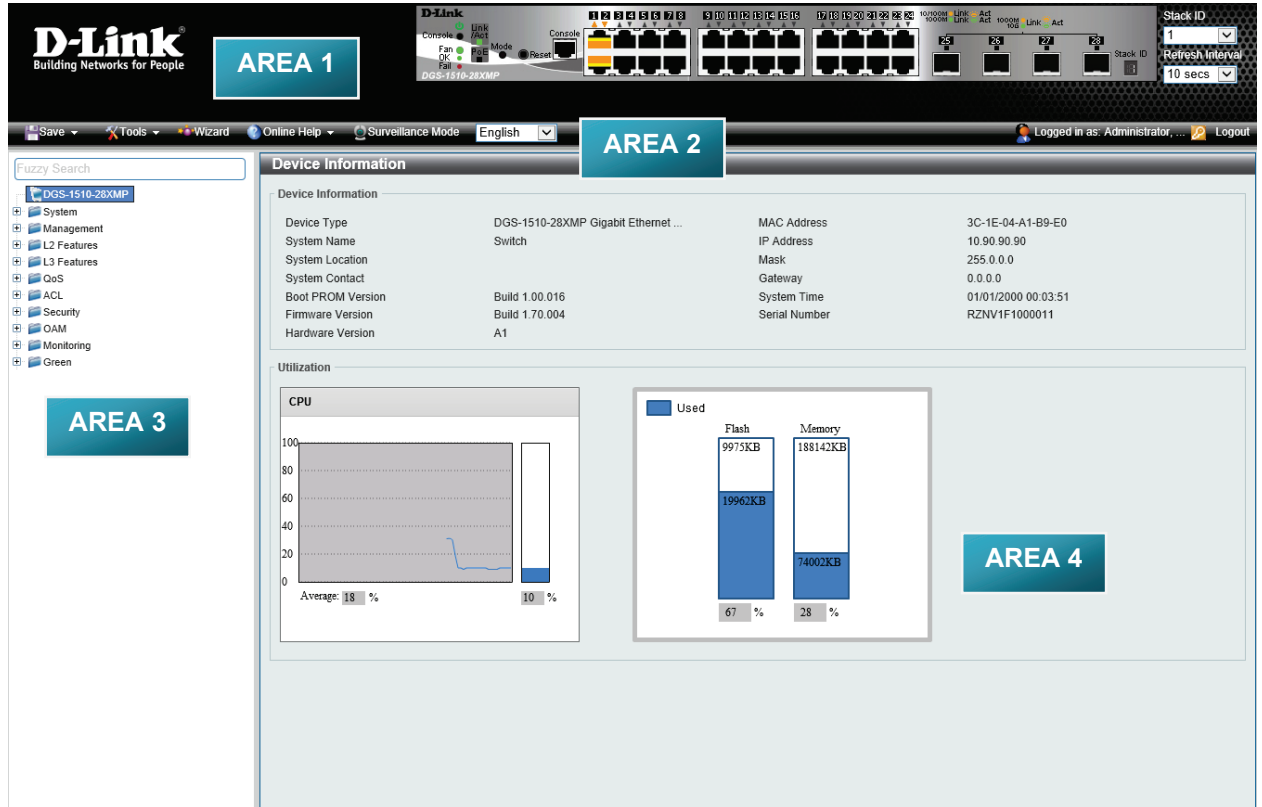 D-Link
Building Networks for People
AREA 1
D-Link
Console
Link
/Act
Fan
OK
Fail
PoE
Mode
Reset
Console
DGS-1510-28XMP
1 2 3 4 5 6 7 8
9 10 11 12 13 14 15 16
17 18 19 20 21 22 23 24
10/100M Link Act
1000M Link Act
1000M
10G Link Act
25 26 27 28
Stack ID
Stack ID
1
Refresh Interval
10 secs
Save
Tools
Wizard
Online Help
Surveillance Mode
English
AREA 2
Logged in as: Administrator, ...
Logout
Fuzzy Search
DGS-1510-28XMP
System
Management
L2 Features
L3 Features
QoS
ACL
Security
OAM
Monitoring
Green
AREA 3
Device Information
Device Information
Device Type DGS-1510-28XMP Gigabit Ethernet ... MAC Address 3C-1E-04-A1-B9-E0
System Name Switch IP Address 10.90.90.90
System Location Mask 255.0.0.0
System Contact Gateway 0.0.0.0
Boot PROM Version Build 1.00.016 System Time 01/01/2000 00:03:51
Firmware Version Build 1.70.004 Serial Number RZNV1F1000011
Hardware Version A1
Utilization
CPU
100
80
60
40
20
0
Average: 18 %
10 %
Used
Flash Memory
9975KB 188142KB
19962KB
74002KB
67 % 28 %
AREA 4